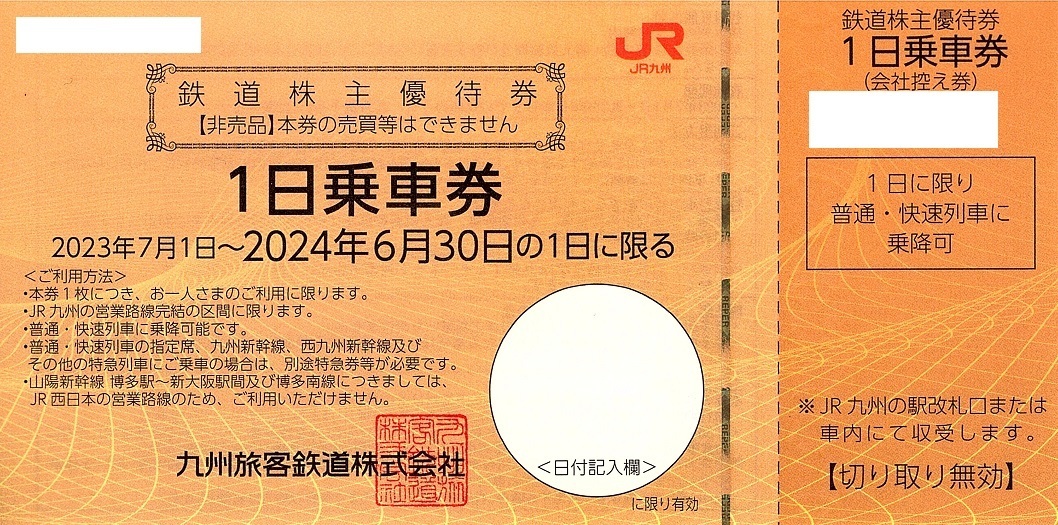 JR
JR九州
鉄道株主優待券
【非売品】本券の売買等はできません
1日乗車券
2023年7月1日~2024年6月30日の1日に限る
<ご利用方法>
・本券1枚につき、お一人さまのご利用に限ります。
・JR九州の営業路線完結の区間に限ります。
・普通・快速列車に乗降可能です。
・普通・快速列車の指定席、九州新幹線、西九州新幹線及び
その他の特急列車にご乗車の場合は、別途特急券等が必要です。
・山陽新幹線 博多駅~新大阪駅間及び博多南線につきましては、
JR西日本の営業路線のため、ご利用いただけません。
九州旅客鉄道株式会社
<日付記入欄>
に限り有効
鉄道株主優待券
1日乗車券
(会社控え券)
1日に限り
普通・快速列車に
乗降可
※JR九州の駅改札口または
車内にて収受します。
【切り取り無効】